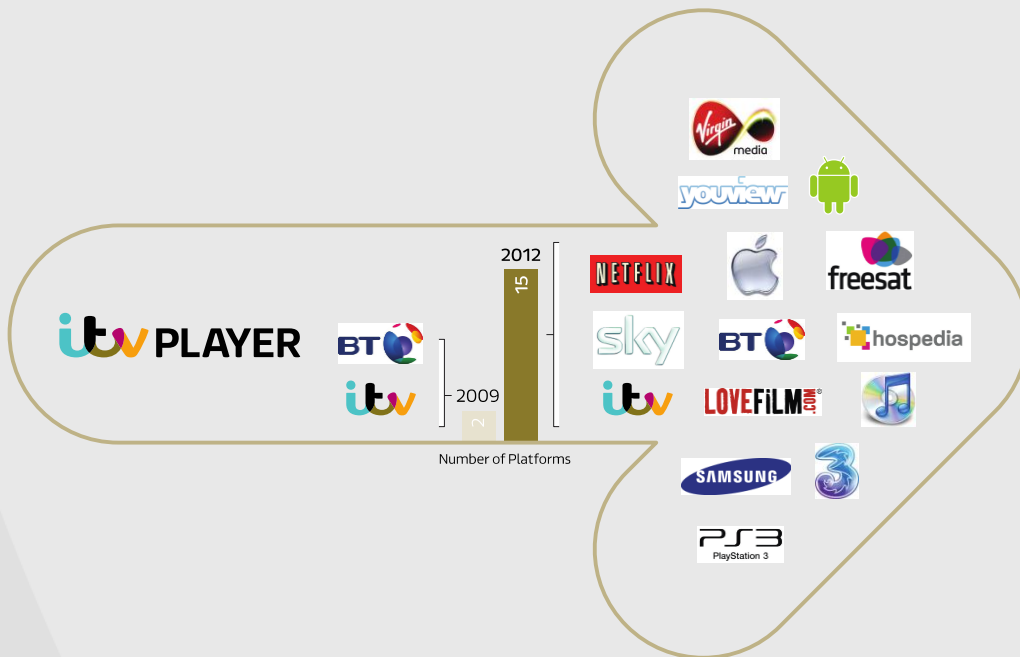 Virgin
media
youview
2012
15
NETFLIX
freesat
itv PLAYER
BT
sky
BT
hospedia
2009
2
itv
itv
LOVEFiLM.COM®
Number of Platforms
SAMSUNG
3
PS3
PlayStation 3